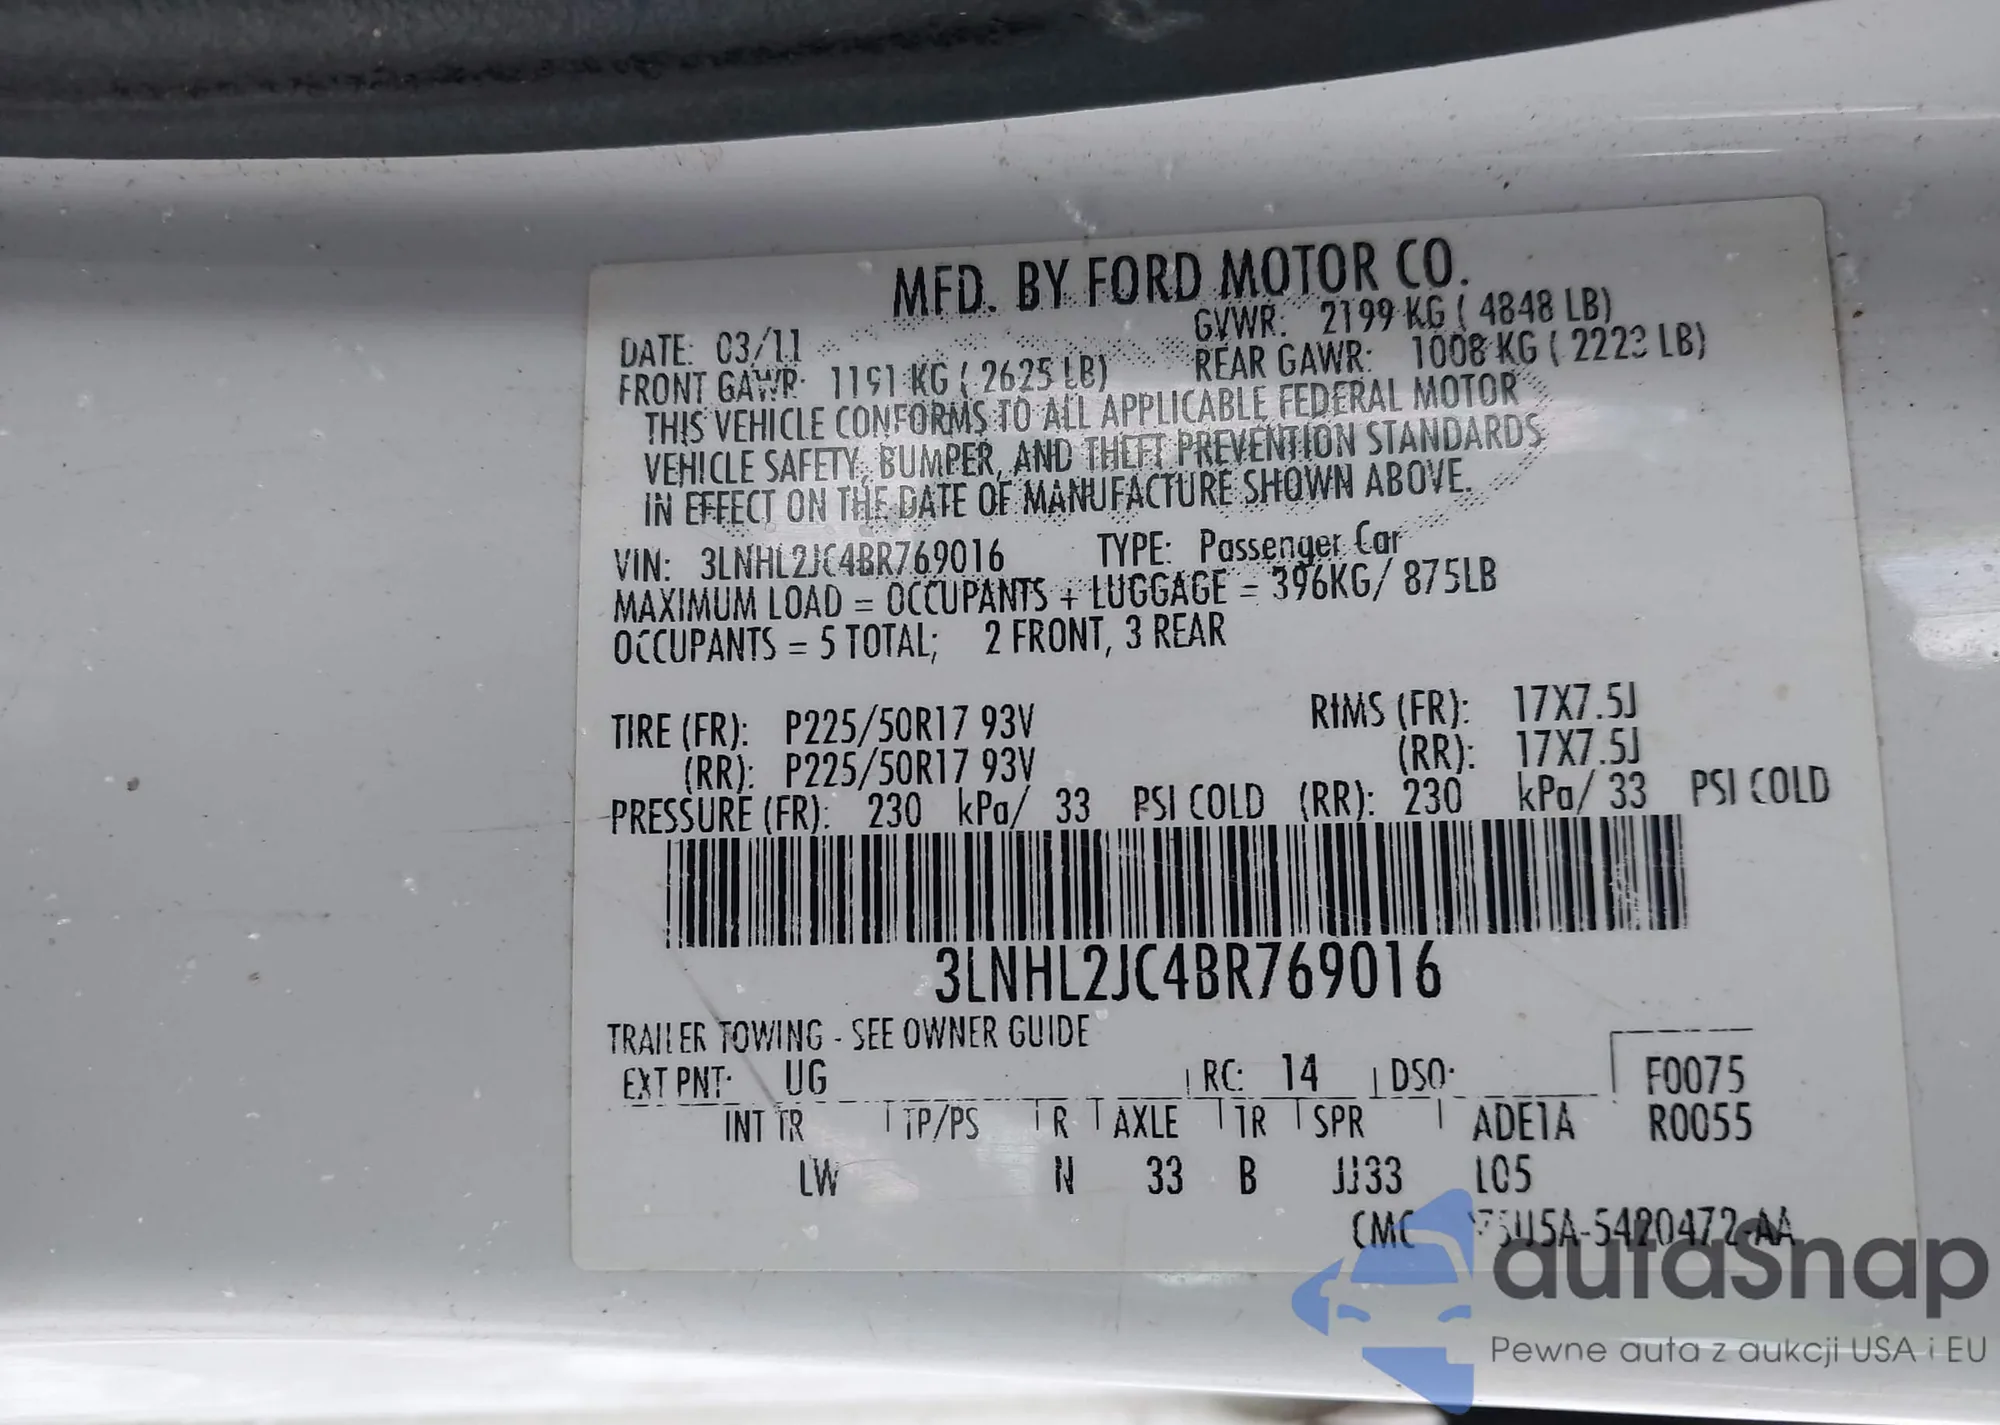 MFD. BY FORD MOTOR CO.
DATE: 03/11 GVWR: 2199 KG ( 4848 LB)
FRONT GAWR: 1191 KG ( 2625 LB) REAR GAWR: 1008 KG ( 2223 LB)
THIS VEHICLE CONFORMS TO ALL APPLICABLE FEDERAL MOTOR
VEHICLE SAFETY, BUMPER, AND THEFT PREVENTION STANDARDS
IN EFFECT ON THE DATE OF MANUFACTURE SHOWN ABOVE.
VIN: 3LNHL2JC4BR769016 TYPE: Passenger Car
MAXIMUM LOAD = OCCUPANTS + LUGGAGE = 396KG/ 875LB
OCCUPANTS = 5 TOTAL; 2 FRONT, 3 REAR
TIRE (FR): P225/50R17 93V RIMS (FR): 17X7.5J
(RR): P225/50R17 93V (RR): 17X7.5J
PRESSURE (FR): 230 kPa/ 33 PSI COLD (RR): 230 kPa/ 33 PSI COLD
3LNHL2JC4BR769016
TRAILER TOWING - SEE OWNER GUIDE
EXT PNT: UG RC: 14 DSO: F0075
INT TR TP/PS R AXLE TR SPR ADE1A R0055
LW N 33 B JJ33 105
CMC 5U5A-5420472-AA
autaSnap
Pewne auta z aukcji USA i EU